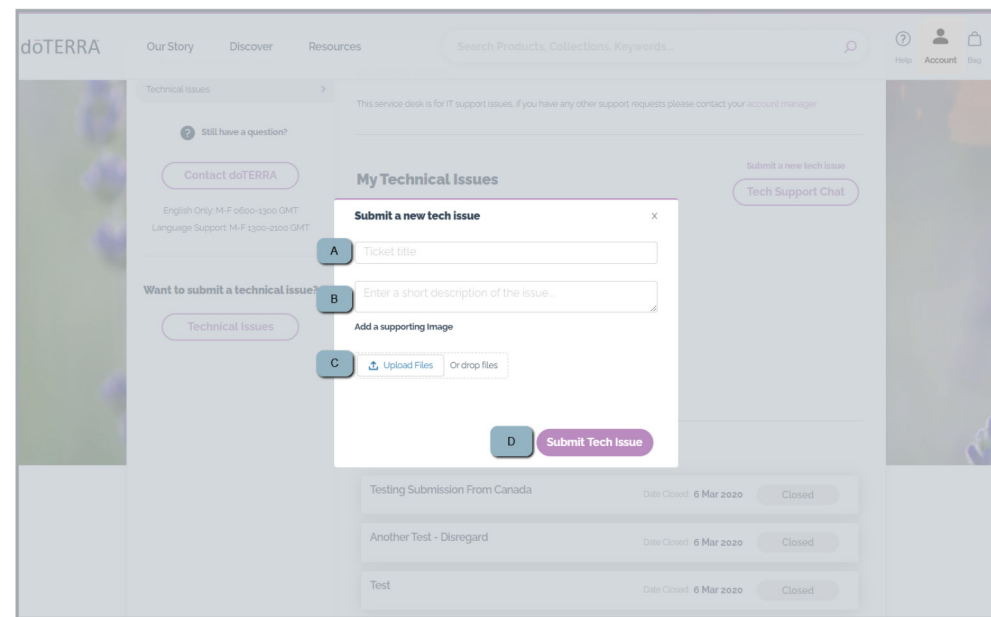 dōTERRA
Our Story Discover Resources
Search Products, Collections, Keywords...
Help Account Bag
Technical Issues
This service desk is for IT support issues, if you have any other support requests please contact your account manager
Still have a question?
Contact doTERRA
English Only: M-F 0600-1300 GMT
Language Support: M-F 1300-2100 GMT
My Technical Issues
Submit a new tech issue
Tech Support Chat
Want to submit a technical issue?
Technical Issues
Submit a new tech issue X
A Ticket title
B Enter a short description of the issue...
Add a supporting Image
C Upload Files Or drop files
D Submit Tech Issue
Testing Submission From Canada Date Closed: 6 Mar 2020 Closed
Another Test - Disregard Date Closed: 6 Mar 2020 Closed
Test Date Closed: 6 Mar 2020 Closed